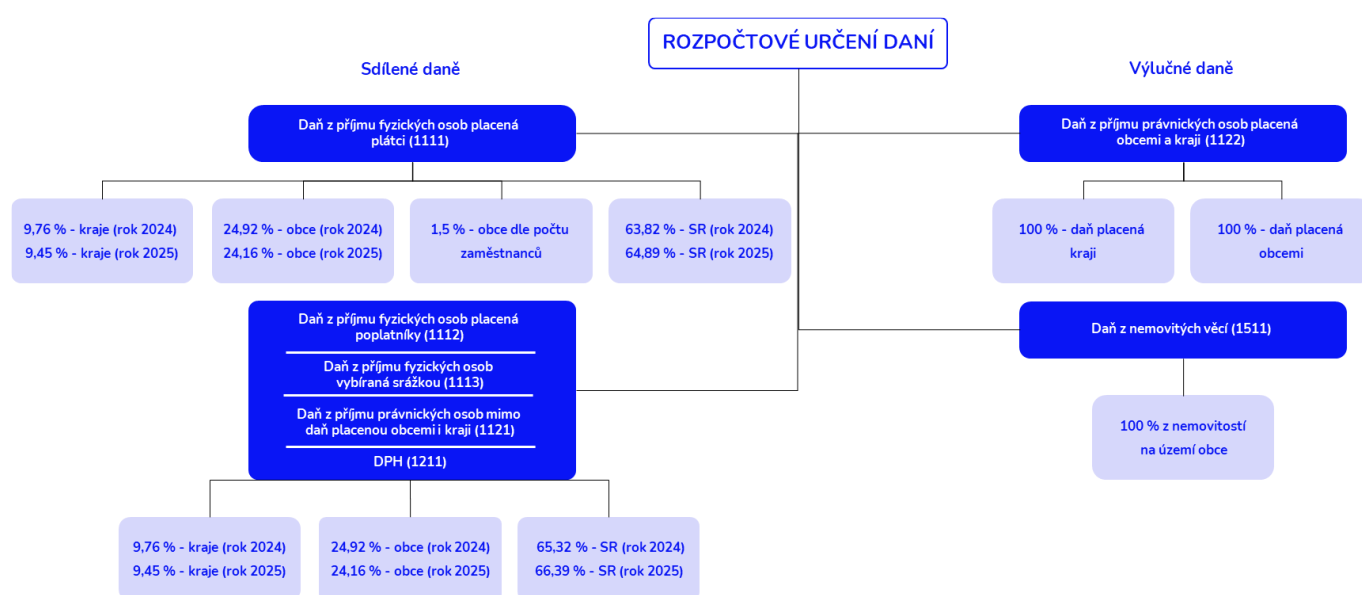 ROZPOČTOVÉ URČENÍ DANÍ
Sdílené daně
Výlučné daně
Daň z příjmu fyzických osob placená
plátci (1111)
9,76 % - kraje (rok 2024)
9,45 % - kraje (rok 2025)
24,92 % - obce (rok 2024)
24,16 % - obce (rok 2025)
1,5 % - obce dle počtu
zaměstnanců
63,82 % - SR (rok 2024)
64,89 % - SR (rok 2025)
Daň z příjmu fyzických osob placená
poplatníky (1112)
Daň z příjmu fyzických osob
vybíraná srážkou (1113)
Daň z příjmu právnických osob mimo
daň placenou obcemi i kraji (1121)
DPH (1211)
9,76 % - kraje (rok 2024)
9,45 % - kraje (rok 2025)
24,92 % - obce (rok 2024)
24,16 % - obce (rok 2025)
65,32 % - SR (rok 2024)
66,39 % - SR (rok 2025)
Daň z příjmu právnických osob placená
obcemi a kraji (1122)
100 % - daň placená
kraji
100 % - daň placená
obcemi
Daň z nemovitých věcí (1511)
100 % z nemovitostí
na území obce